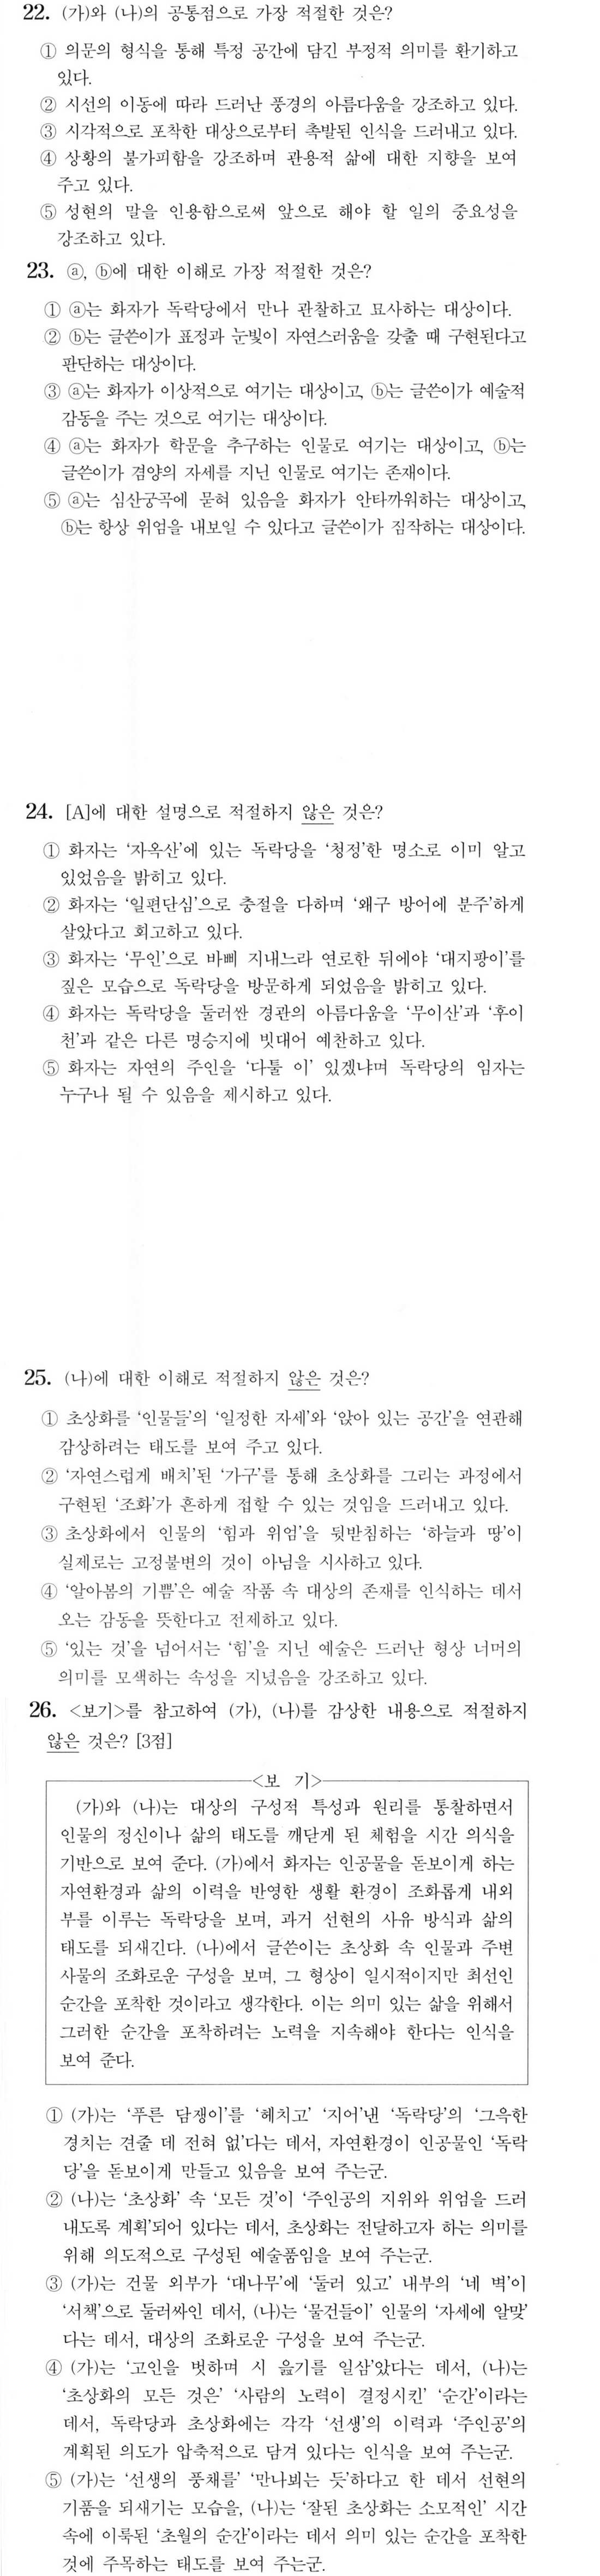 22. (가)와 (나)의 공통점으로 가장 적절한 것은?
① 의문의 형식을 통해 특정 공간에 담긴 부정적 의미를 환기하고
있다.
② 시선의 이동에 따라 드러난 풍경의 아름다움을 강조하고 있다.
③ 시각적으로 포착한 대상으로부터 촉발된 인식을 드러내고 있다.
④ 상황의 불가피함을 강조하며 관용적 삶에 대한 지향을 보여
주고 있다.
⑤ 성현의 말을 인용함으로써 앞으로 해야 할 일의 중요성을
강조하고 있다.
23. ⓐ, ⓑ에 대한 이해로 가장 적절한 것은?
① ⓐ는 화자가 독락당에서 만나 관찰하고 묘사하는 대상이다.
② ⓑ는 글쓴이가 표정과 눈빛이 자연스러움을 갖출 때 구현된다고
판단하는 대상이다.
③ ⓐ는 화자가 이상적으로 여기는 대상이고, ⓑ는 글쓴이가 예술적
감동을 주는 것으로 여기는 대상이다.
④ ⓐ는 화자가 학문을 추구하는 인물로 여기는 대상이고, ⓑ는
글쓴이가 겸양의 자세를 지닌 인물로 여기는 존재이다.
⑤ ⓐ는 심산궁곡에 묻혀 있음을 화자가 안타까워하는 대상이고,
ⓑ는 항상 위엄을 내보일 수 있다고 글쓴이가 짐작하는 대상이다.
24. [A]에 대한 설명으로 적절하지 않은 것은?
① 화자는 ‘자옥산’에 있는 독락당을 ‘청정’한 명소로 이미 알고
있었음을 밝히고 있다.
② 화자는 ‘일편단심’으로 충절을 다하며 ‘왜구 방어에 분주’하게
살았다고 회고하고 있다.
③ 화자는 ‘무인’으로 바삐 지내느라 연로한 뒤에야 ‘대지팡이’를
짚은 모습으로 독락당을 방문하게 되었음을 밝히고 있다.
④ 화자는 독락당을 둘러싼 경관의 아름다움을 ‘무이산’과 ‘후이
천’과 같은 다른 명승지에 빗대어 예찬하고 있다.
⑤ 화자는 자연의 주인을 ‘다툴 이’ 있겠냐며 독락당의 임자는
누구나 될 수 있음을 제시하고 있다.
25. (나)에 대한 이해로 적절하지 않은 것은?
① 초상화를 ‘인물들’의 ‘일정한 자세’와 ‘앉아 있는 공간’을 연관해
감상하려는 태도를 보여 주고 있다.
② ‘자연스럽게 배치’된 ‘가구’를 통해 초상화를 그리는 과정에서
구현된 ‘조화’가 흔하게 접할 수 있는 것임을 드러내고 있다.
③ 초상화에서 인물의 ‘힘과 위엄’을 뒷받침하는 ‘하늘과 땅’이
실제로는 고정불변의 것이 아님을 시사하고 있다.
④ ‘알아봄의 기쁨’은 예술 작품 속 대상의 존재를 인식하는 데서
오는 감동을 뜻한다고 전제하고 있다.
⑤ ‘있는 것’을 넘어서는 ‘힘’을 지닌 예술은 드러난 형상 너머의
의미를 모색하는 속성을 지녔음을 강조하고 있다.
26. <보기>를 참고하여 (가), (나)를 감상한 내용으로 적절하지
않은 것은? [3점]
<보 기>
(가)와 (나)는 대상의 구성적 특성과 원리를 통찰하면서
인물의 정신이나 삶의 태도를 깨닫게 된 체험을 시간 의식을
기반으로 보여 준다. (가)에서 화자는 인공물을 돋보이게 하는
자연환경과 삶의 이력을 반영한 생활 환경이 조화롭게 내외
부를 이루는 독락당을 보며, 과거 선현의 사유 방식과 삶의
태도를 되새긴다. (나)에서 글쓴이는 초상화 속 인물과 주변
사물의 조화로운 구성을 보며, 그 형상이 일시적이지만 최선인
순간을 포착한 것이라고 생각한다. 이는 의미 있는 삶을 위해서
그러한 순간을 포착하려는 노력을 지속해야 한다는 인식을
보여 준다.
① (가)는 ‘푸른 담쟁이’를 ‘헤치고’ ‘지어’낸 ‘독락당’의 ‘그윽한
경치는 견줄 데 전혀 없’다는 데서, 자연환경이 인공물인 ‘독락
당’을 돋보이게 만들고 있음을 보여 주는군.
② (나)는 ‘초상화’ 속 ‘모든 것’이 ‘주인공의 지위와 위엄을 드러
내도록 계획’되어 있다는 데서, 초상화는 전달하고자 하는 의미를
위해 의도적으로 구성된 예술품임을 보여 주는군.
③ (가)는 건물 외부가 ‘대나무’에 ‘둘러 있고’ 내부의 ‘네 벽’이
‘서책’으로 둘러싸인 데서, (나)는 ‘물건들이’ 인물의 ‘자세에 알맞’
다는 데서, 대상의 조화로운 구성을 보여 주는군.
④ (가)는 ‘고인을 벗하며 시 읊기를 일삼’았다는 데서, (나)는
‘초상화의 모든 것은’ ‘사람의 노력이 결정시킨’ ‘순간’이라는
데서, 독락당과 초상화에는 각각 ‘선생’의 이력과 ‘주인공’의
계획된 의도가 압축적으로 담겨 있다는 인식을 보여 주는군.
⑤ (가)는 ‘선생의 풍채를’ ‘만나뵈는 듯’하다고 한 데서 선현의
기품을 되새기는 모습을, (나)는 ‘잘된 초상화는 소모적인’ 시간
속에 이룩된 ‘초월의 순간’이라는 데서 의미 있는 순간을 포착한
것에 주목하는 태도를 보여 주는군.